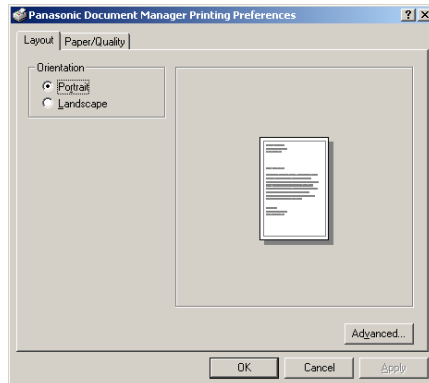 Panasonic Document Manager Printing Preferences
Layout Paper/Quality
Orientation
Portrait
Landscape
Advanced...
OK Cancel Apply